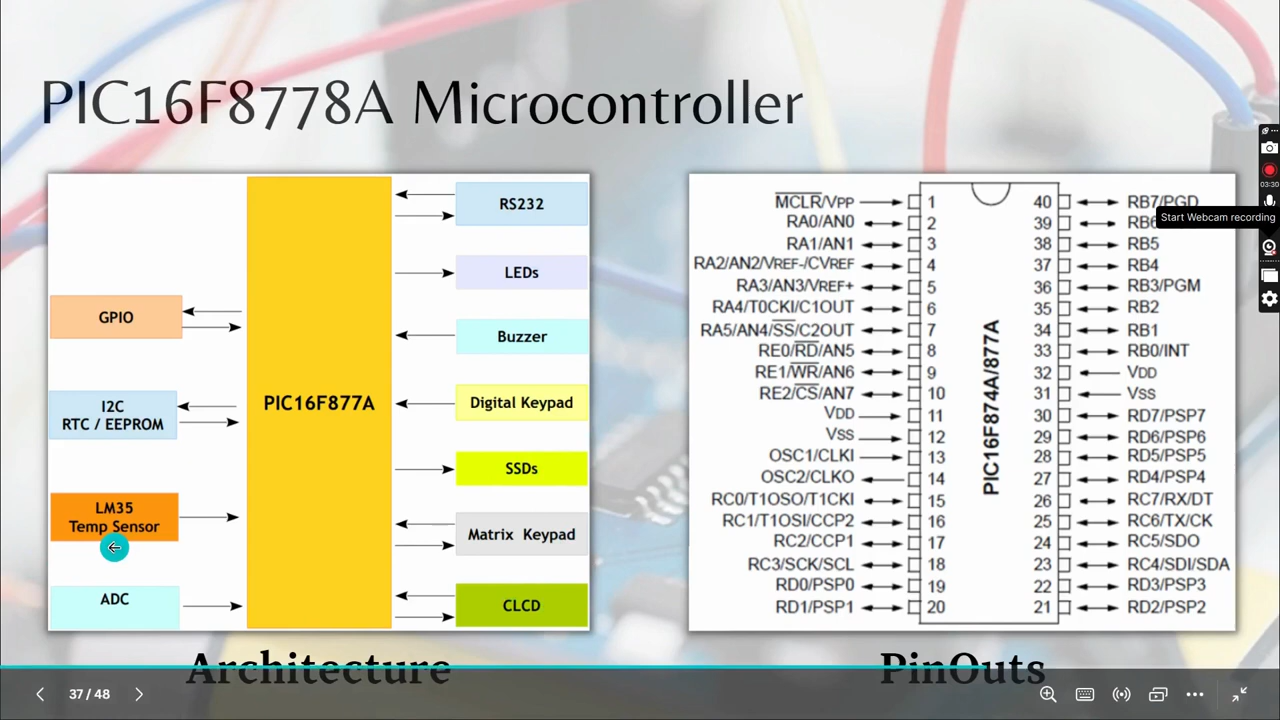 PIC16F8778A Microcontroller
GPIO
I2C
RTC / EEPROM
LM35
Temp Sensor
ADC
PIC16F877A
RS232
LEDs
Buzzer
Digital Keypad
SSDs
Matrix Keypad
CLCD
MCLR/VPP
RA0/AN0
RA1/AN1
RA2/AN2/VREF-/CVREF
RA3/AN3/VREF+
RA4/T0CKI/C1OUT
RA5/AN4/SS/C2OUT
RE0/RD/AN5
RE1/WR/AN6
RE2/CS/AN7
VDD
VSS
OSC1/CLKI
OSC2/CLKO
RC0/T1OSO/T1CKI
RC1/T1OSI/CCP2
RC2/CCP1
RC3/SCK/SCL
RD0/PSP0
RD1/PSP1
1
2
3
4
5
6
7
8
9
10
11
12
13
14
15
16
17
18
19
20
PIC16F874A/877A
40
39
38
37
36
35
34
33
32
31
30
29
28
27
26
25
24
23
22
21
RB7/PGD
RB6
RB5
RB4
RB3/PGM
RB2
RB1
RB0/INT
VDD
VSS
RD7/PSP7
RD6/PSP6
RD5/PSP5
RD4/PSP4
RC7/RX/DT
RC6/TX/CK
RC5/SDO
RC4/SDI/SDA
RD3/PSP3
RD2/PSP2
03:30
Start Webcam recording
Architecture
PinOuts
37 / 48